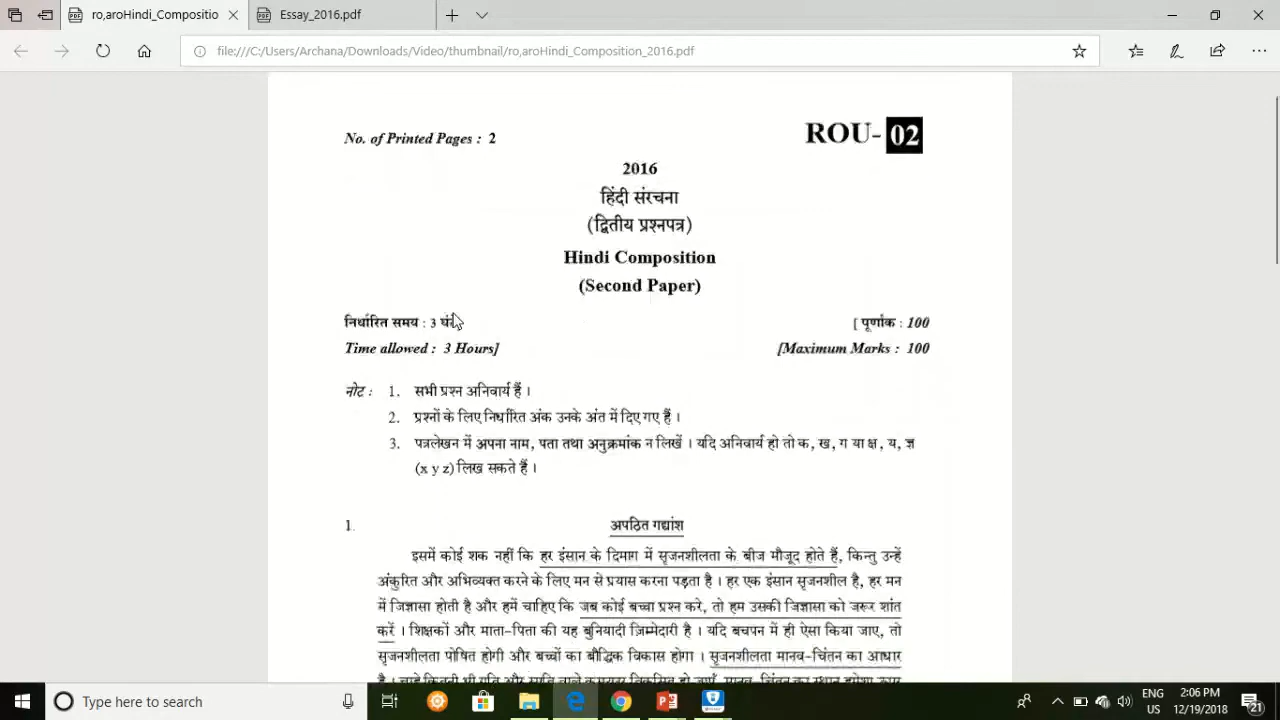 ro,aroHindi_Compositio
Essay_2016.pdf
file:///C:/Users/Archana/Downloads/Video/thumbnail/ro,aroHindi_Composition_2016.pdf
No. of Printed Pages : 2
ROU-02
2016
हिंदी संरचना
(द्वितीय प्रश्नपत्र)
Hindi Composition
(Second Paper)
निर्धारित समय : 3
[ पूर्णांक : 100
Time allowed : 3 Hours]
[Maximum Marks : 100
नोट : 1. सभी प्रश्न अनिवार्य हैं ।
2. प्रश्नों के लिए निर्धारित अंक उनके अंत में दिए गए हैं ।
3. पत्रलेखन में अपना नाम, पता तथा अनुक्रमांक न लिखें । यदि अनिवार्य हो तो क, ख, ग या क्ष, य, ज्ञ
(x y z) लिख सकते हैं ।
1. अपठित गद्यांश
इसमें कोई शक नहीं कि हर इंसान के दिमाग में सृजनशीलता के बीज मौजूद होते हैं, किन्तु उन्हें
अंकुरित और अभिव्यक्त करने के लिए मन से प्रयास करना पड़ता है । हर एक इंसान सृजनशील है, हर मन
में जिज्ञासा होती है और हमें चाहिए कि जब कोई बच्चा प्रश्न करे, तो हम उसकी जिज्ञासा को जरूर शांत
करें । शिक्षकों और माता-पिता की यह बुनियादी ज़िम्मेदारी है । यदि बचपन में ही ऐसा किया जाए, तो
सृजनशीलता पोषित होगी और बच्चों का बौद्धिक विकास होगा । सृजनशीलता मानव-चिंतन का आधार
Type here to search
ENG
US
2:06 PM
12/19/2018
21